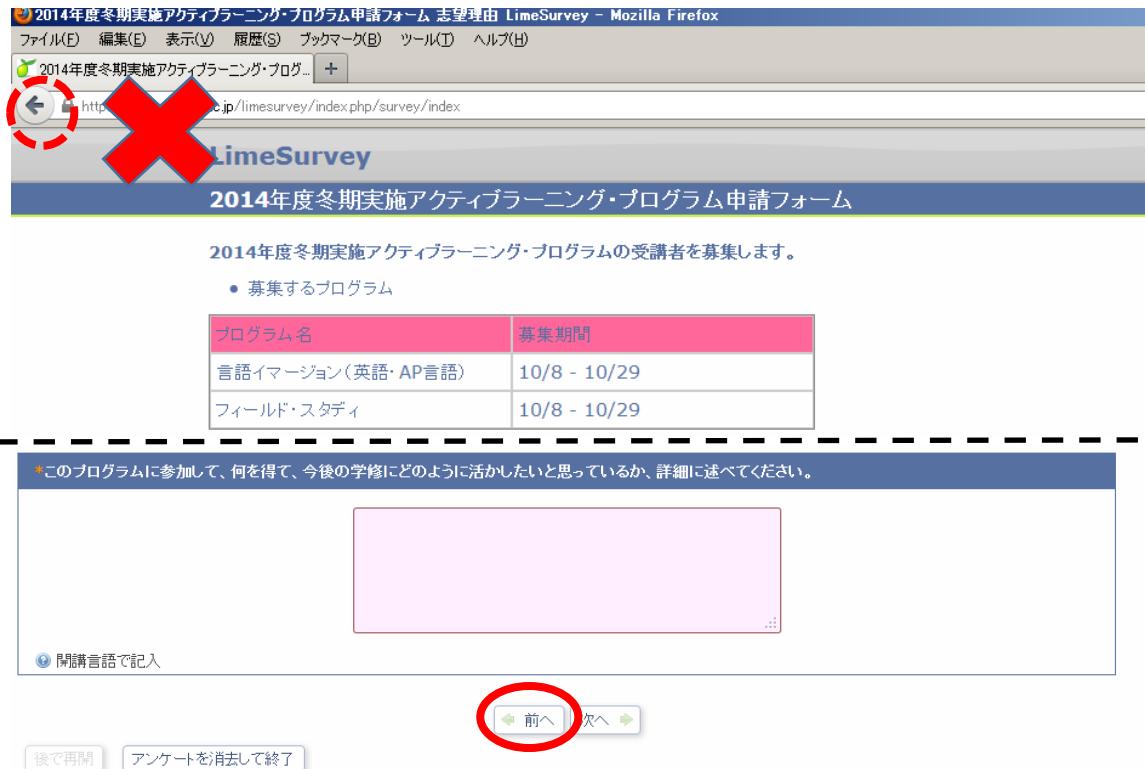 2014年度冬期実施アクティブラーニング・プログラム申請フォーム 志望理由 LimeSurvey - Mozilla Firefox
ファイル(F) 編集(E) 表示(V) 履歴(S) ブックマーク(B) ツール(T) ヘルプ(H)
2014年度冬期実施アクティブラーニング・プログ... +
http c.jp/limesurvey/index.php/survey/index
LimeSurvey
2014年度冬期実施アクティブラーニング・プログラム申請フォーム
2014年度冬期実施アクティブラーニング・プログラムの受講者を募集します。
● 募集するプログラム
プログラム名 募集期間
言語イマージョン(英語・AP言語) 10/8 - 10/29
フィールド・スタディ 10/8 - 10/29
*このプログラムに参加して、何を得て、今後の学修にどのように活かしたいと思っているか、詳細に述べてください。
開講言語で記入
前へ 次へ
後で再開 アンケートを消去して終了